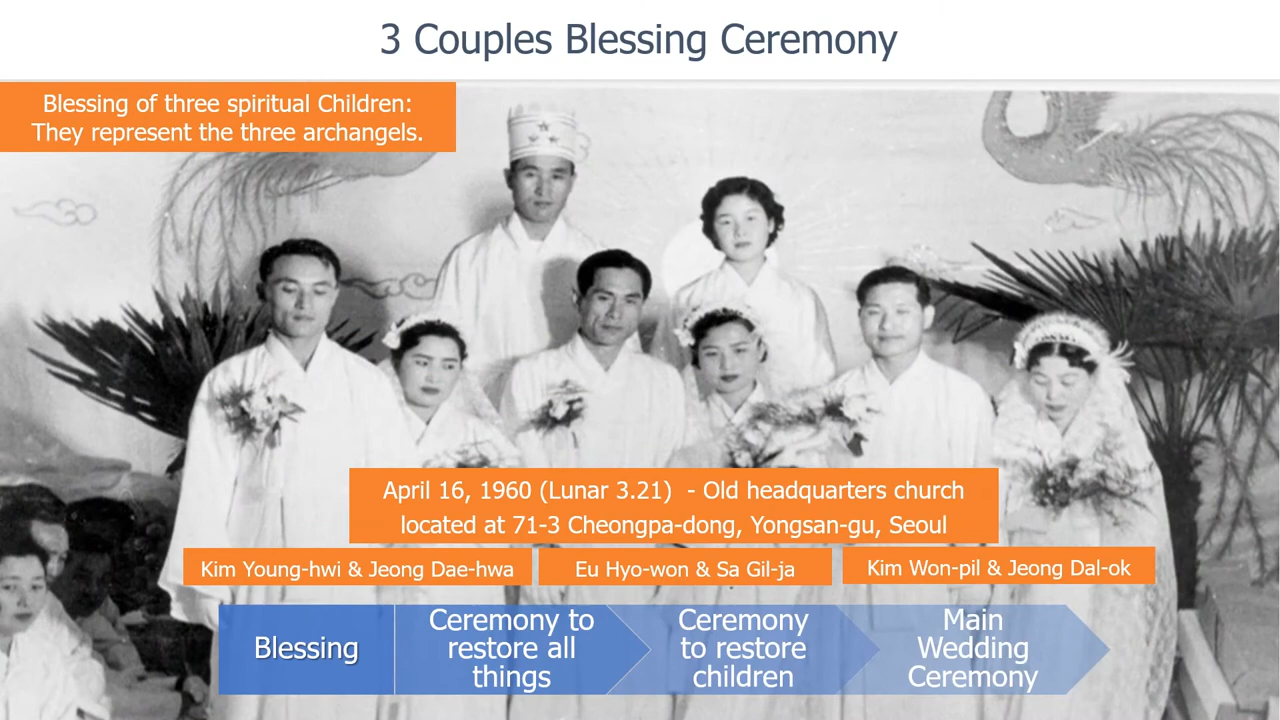 3 Couples Blessing Ceremony
Blessing of three spiritual Children:
They represent the three archangels.
April 16, 1960 (Lunar 3.21)  - Old headquarters church
located at 71-3 Cheongpa-dong, Yongsan-gu, Seoul
Kim Young-hwi & Jeong Dae-hwa
Eu Hyo-won & Sa Gil-ja
Kim Won-pil & Jeong Dal-ok
Blessing
Ceremony to
restore all
things
Ceremony
to restore
children
Main
Wedding
Ceremony